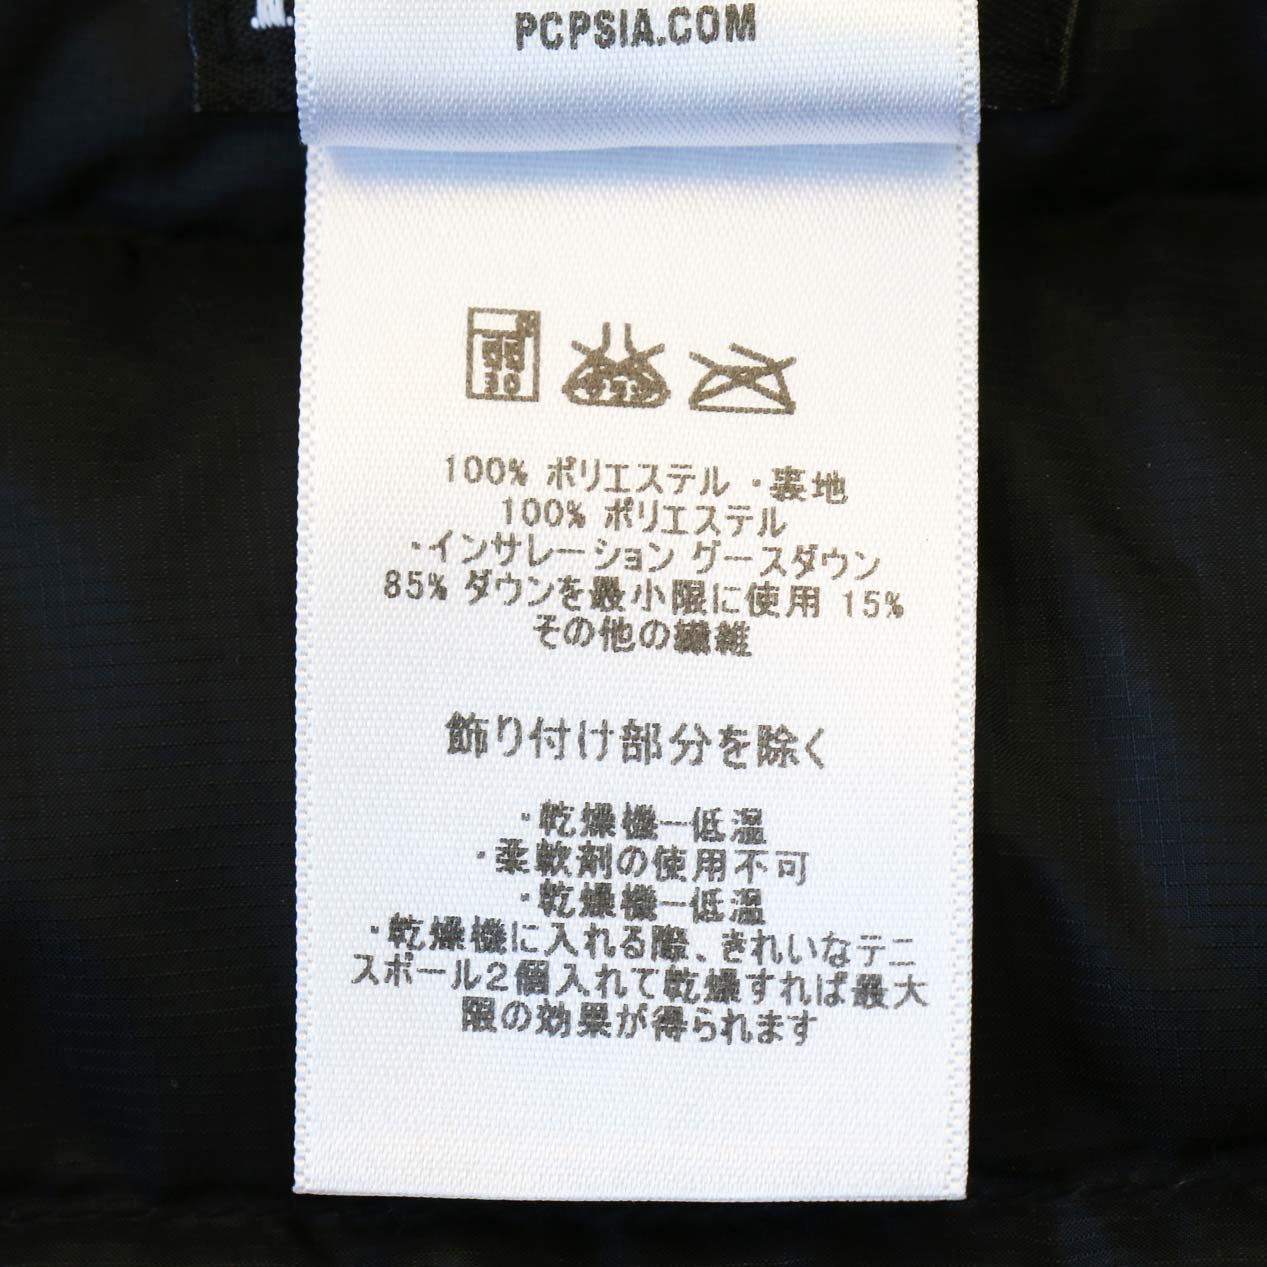 PCPSIA.COM
30
100% ポリエステル ・裏地
100% ポリエステル
・インサレーション グースダウン
85% ダウンを最小限に使用 15%
その他の繊維
飾り付け部分を除く
・乾燥機ー低温
・柔軟剤の使用不可
・乾燥機ー低温
・乾燥機に入れる際、きれいなテニ
スボール2個入れて乾燥すれば最大
限の効果が得られます